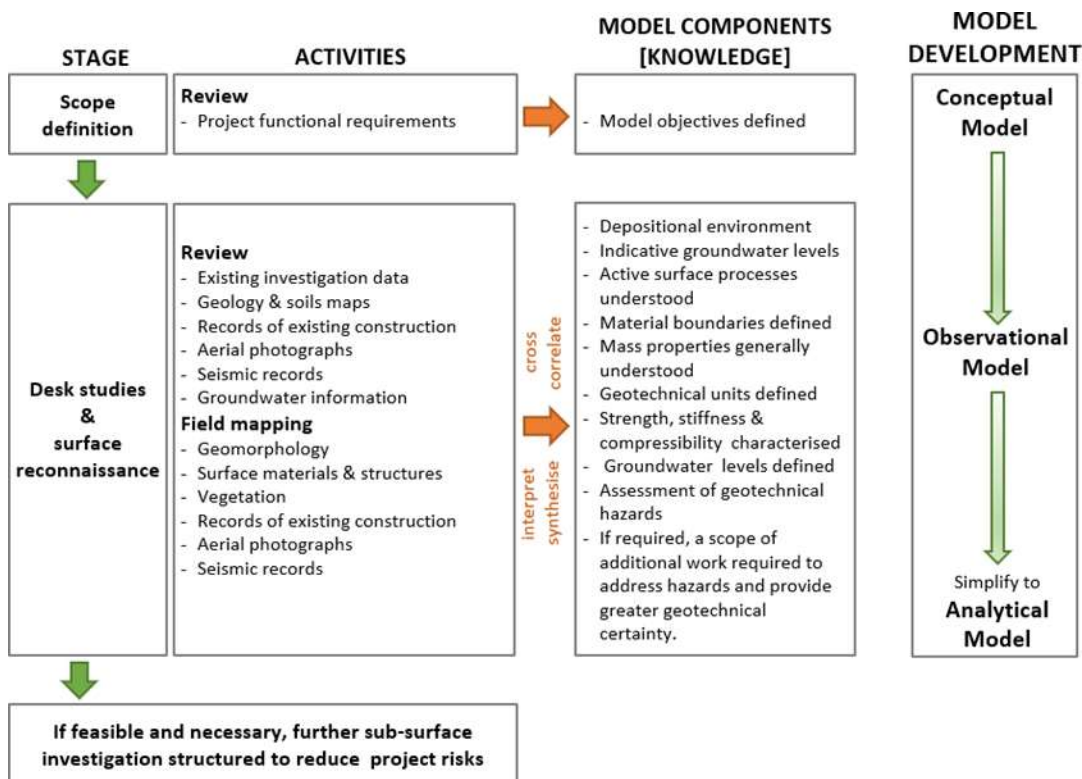 STAGE
ACTIVITIES
MODEL COMPONENTS
[KNOWLEDGE]
MODEL
DEVELOPMENT
Scope
definition
Review
- Project functional requirements
- Model objectives defined
Desk studies
&
surface
reconnaissance
Review
- Existing investigation data
- Geology & soils maps
- Records of existing construction
- Aerial photographs
- Seismic records
- Groundwater information
Field mapping
- Geomorphology
- Surface materials & structures
- Vegetation
- Records of existing construction
- Aerial photographs
- Seismic records
cross
correlate
interpret
synthesise
- Depositional environment
- Indicative groundwater levels
- Active surface processes
understood
- Material boundaries defined
- Mass properties generally
understood
- Geotechnical units defined
- Strength, stiffness &
compressibility characterised
- Groundwater levels defined
- Assessment of geotechnical
hazards
- If required, a scope of
additional work required to
address hazards and provide
greater geotechnical
certainty.
Conceptual
Model
Observational
Model
Simplify to
Analytical
Model
If feasible and necessary, further sub-surface
investigation structured to reduce project risks